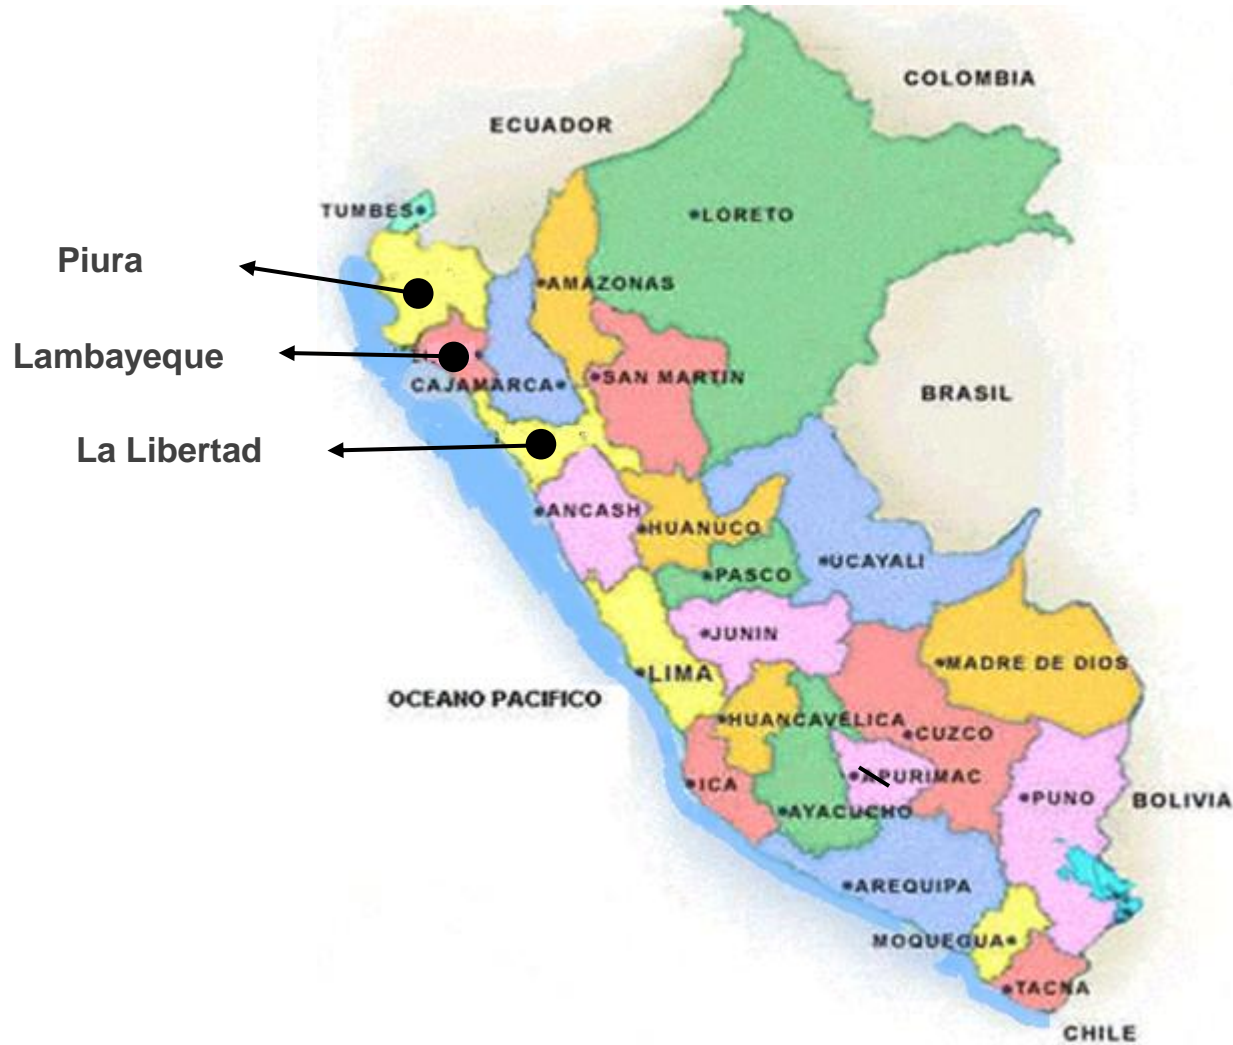 COLOMBIA
ECUADOR
TUMBES
LORETO
Piura
AMAZONAS
Lambayeque
CAJAMARCA
SAN MARTIN
BRASIL
La Libertad
ANCASH
HUANUCO
UCAYALI
PASCO
JUNIN
MADRE DE DIOS
LIMA
OCEANO PACIFICO
HUANCAVELICA
CUZCO
APURIMAC
ICA
PUNO
BOLIVIA
AYACUCHO
AREQUIPA
MOQUEGUA
TACNA
CHILE